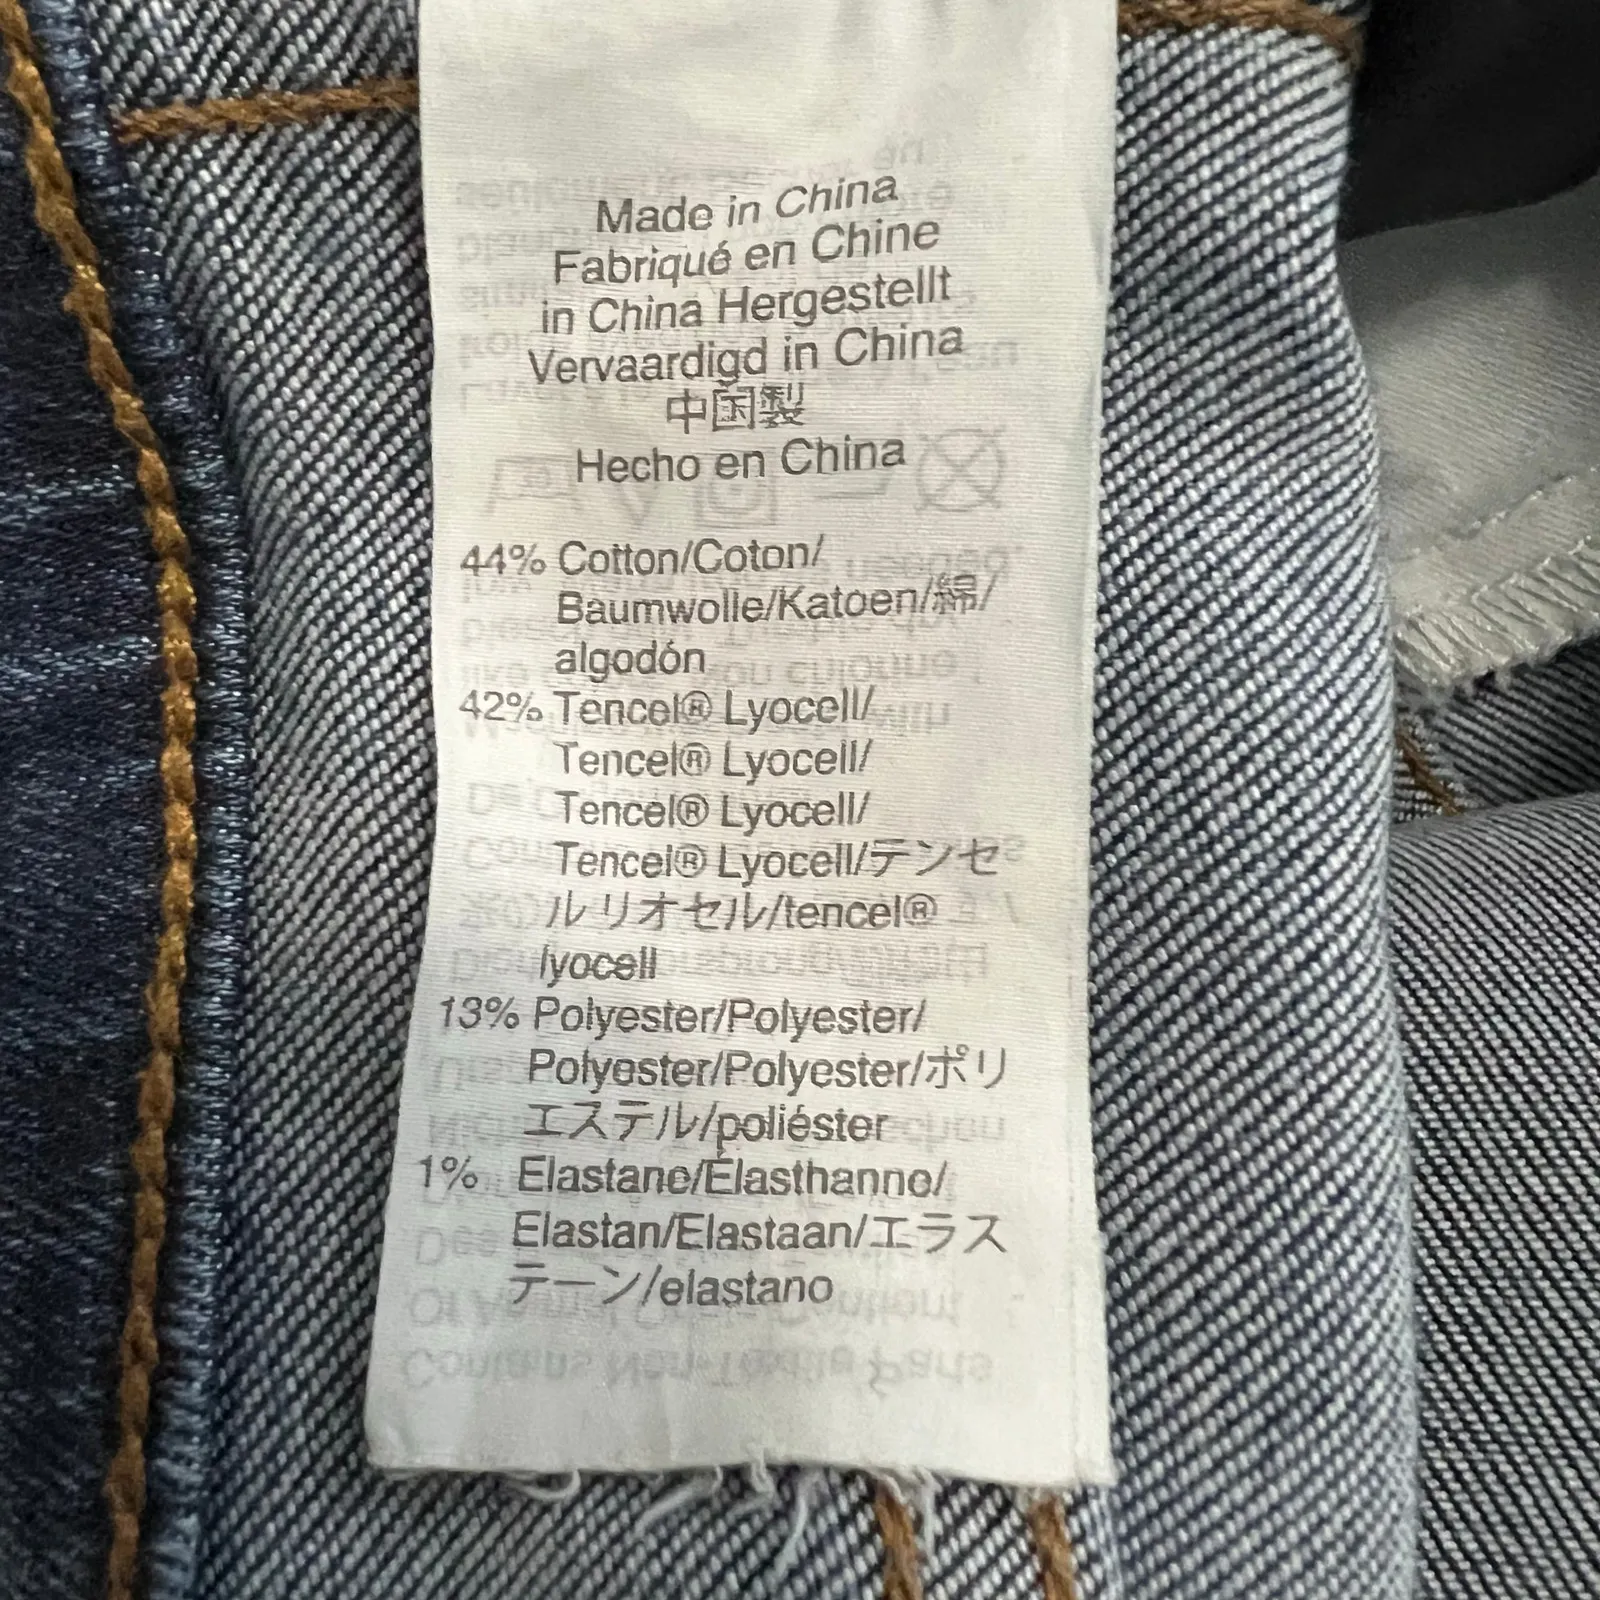 Made in China
Fabriqué en Chine
in China Hergestellt
Vervaardigd in China
中国製
Hecho en China
44% Cotton/Coton/
Baumwolle/Katoen/綿/
algodón
42% Tencel® Lyocell/
Tencel® Lyocell/
Tencel® Lyocell/
Tencel® Lyocell/テンセ
ルリオセル/tencel®
lyocell
13% Polyester/Polyester/
Polyester/Polyester/ポリ
エステル/poliéster
1% Elastane/Élasthanne/
Elastan/Elastaan/エラス
テーン/elastano